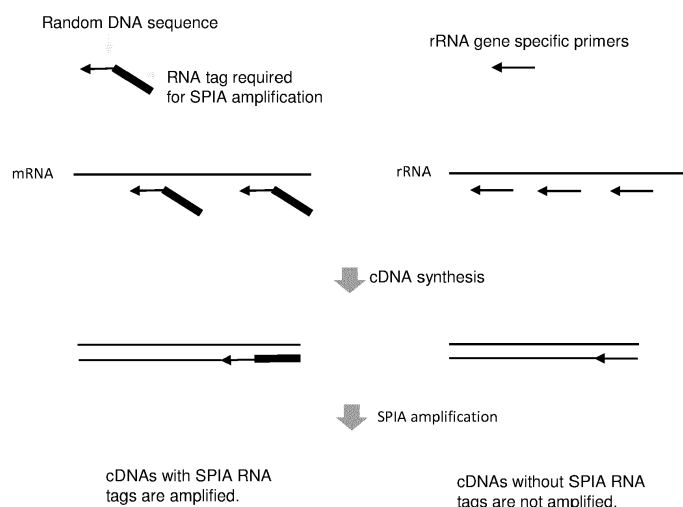 Random DNA sequence
rRNA gene specific primers
RNA tag required
for SPIA amplification
mRNA
rRNA
cDNA synthesis
SPIA amplification
cDNAs with SPIA RNA
tags are amplified.
cDNAs without SPIA RNA
tags are not amplified.